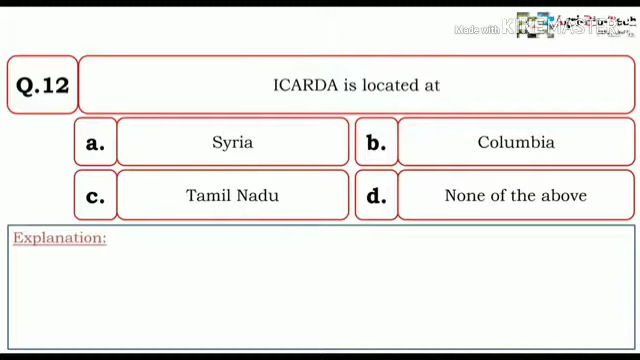 Made with KINEMASTER
Q.12
ICARDA is located at
a.
Syria
b.
Columbia
c.
Tamil Nadu
d.
None of the above
Explanation: